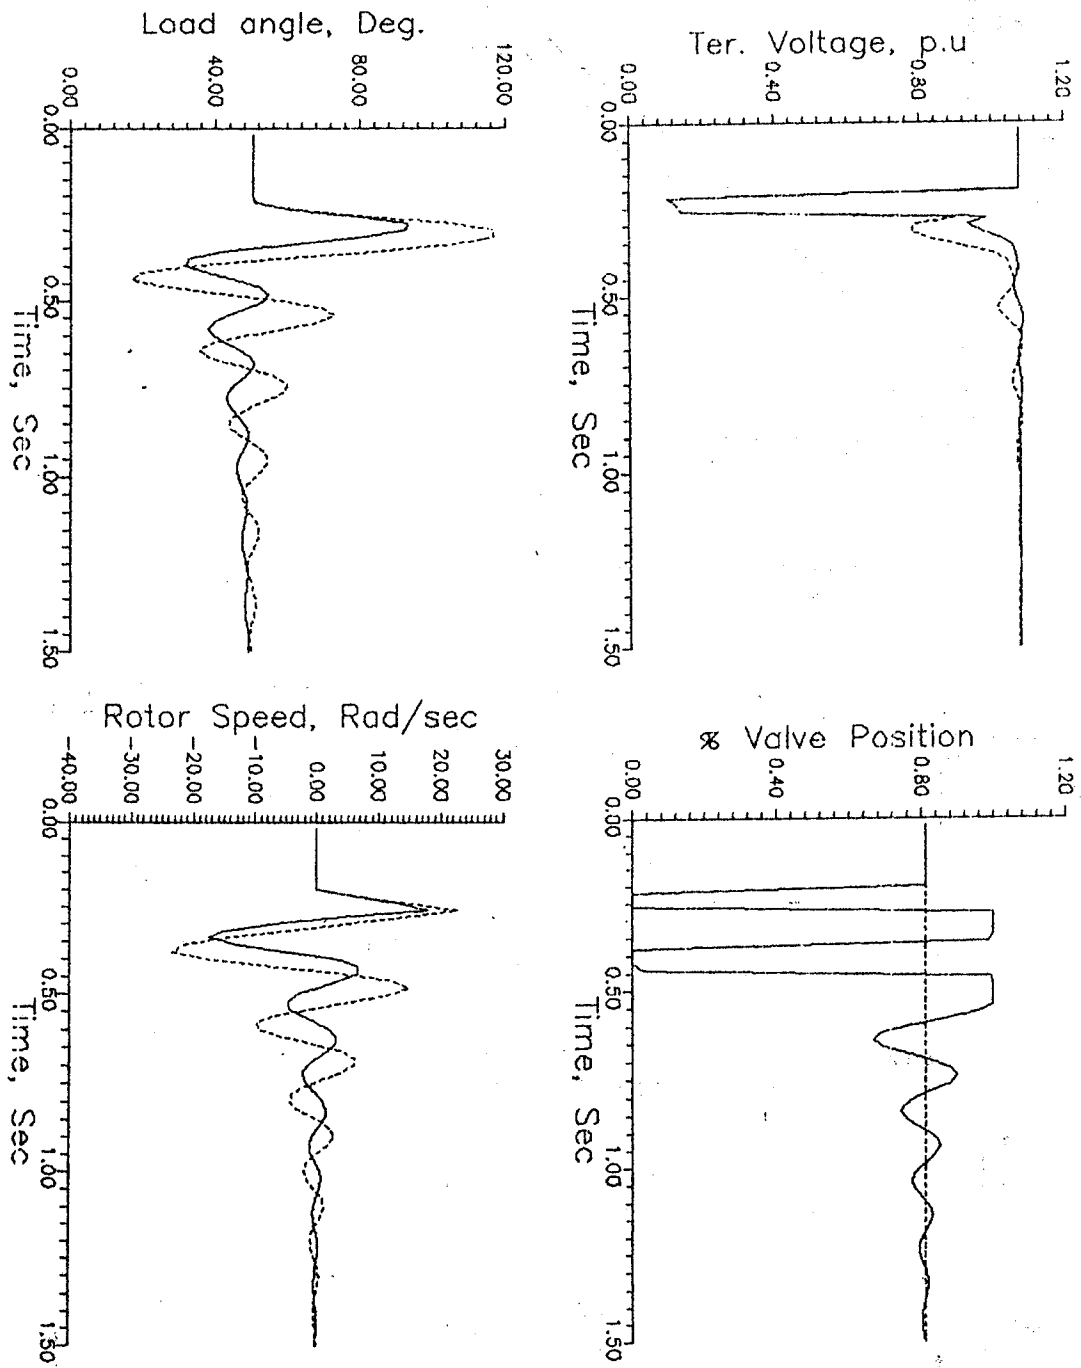 Load angle, Deg.
0.00 40.00 80.00 120.00
0.00 0.50 1.00 1.50
Time, Sec
Ter. Voltage, p.u
0.00 0.40 0.80 1.20
0.00 0.50 1.00 1.50
Time, Sec
Rotor Speed, Rad/sec
-40.00 -30.00 -20.00 -10.00 0.00 10.00 20.00 30.00
0.00 0.50 1.00 1.50
Time, Sec
% Valve Position
0.00 0.40 0.80 1.20
0.00 0.50 1.00 1.50
Time, Sec